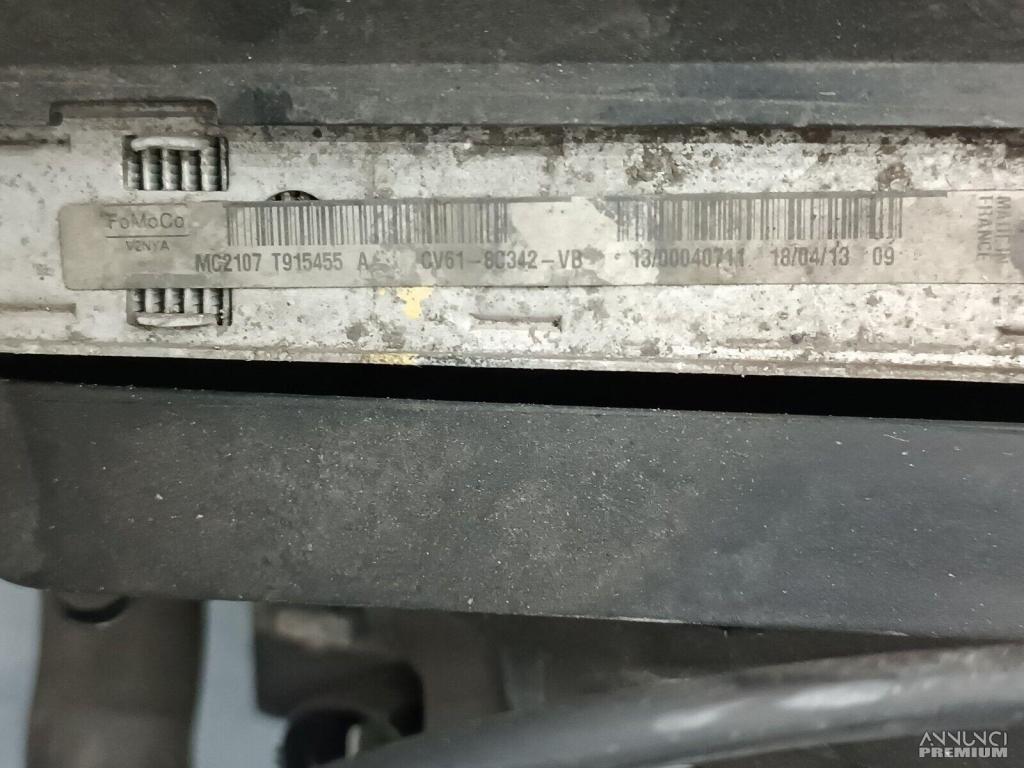 FoMoCo
V2NYA
MC2107 T915455 A CV61-8C342-VB 13/00040711 18/04/13 09
MADE IN
FRANCE
ANNUNCI
PREMIUM